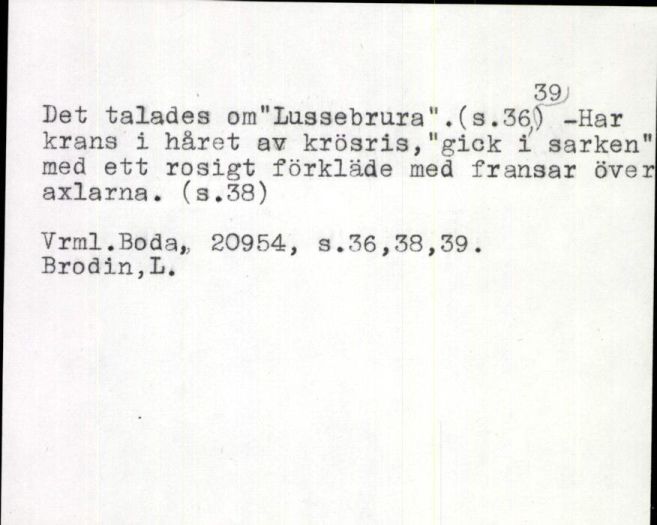 Det talades om"Lussebrura".(s.36,39) -Har
krans i håret av krösris,"gick i sarken"
med ett rosigt förkläde med fransar över
axlarna. (s.38)
Vrml.Boda, 20954, s.36,38,39.
Brodin,L.